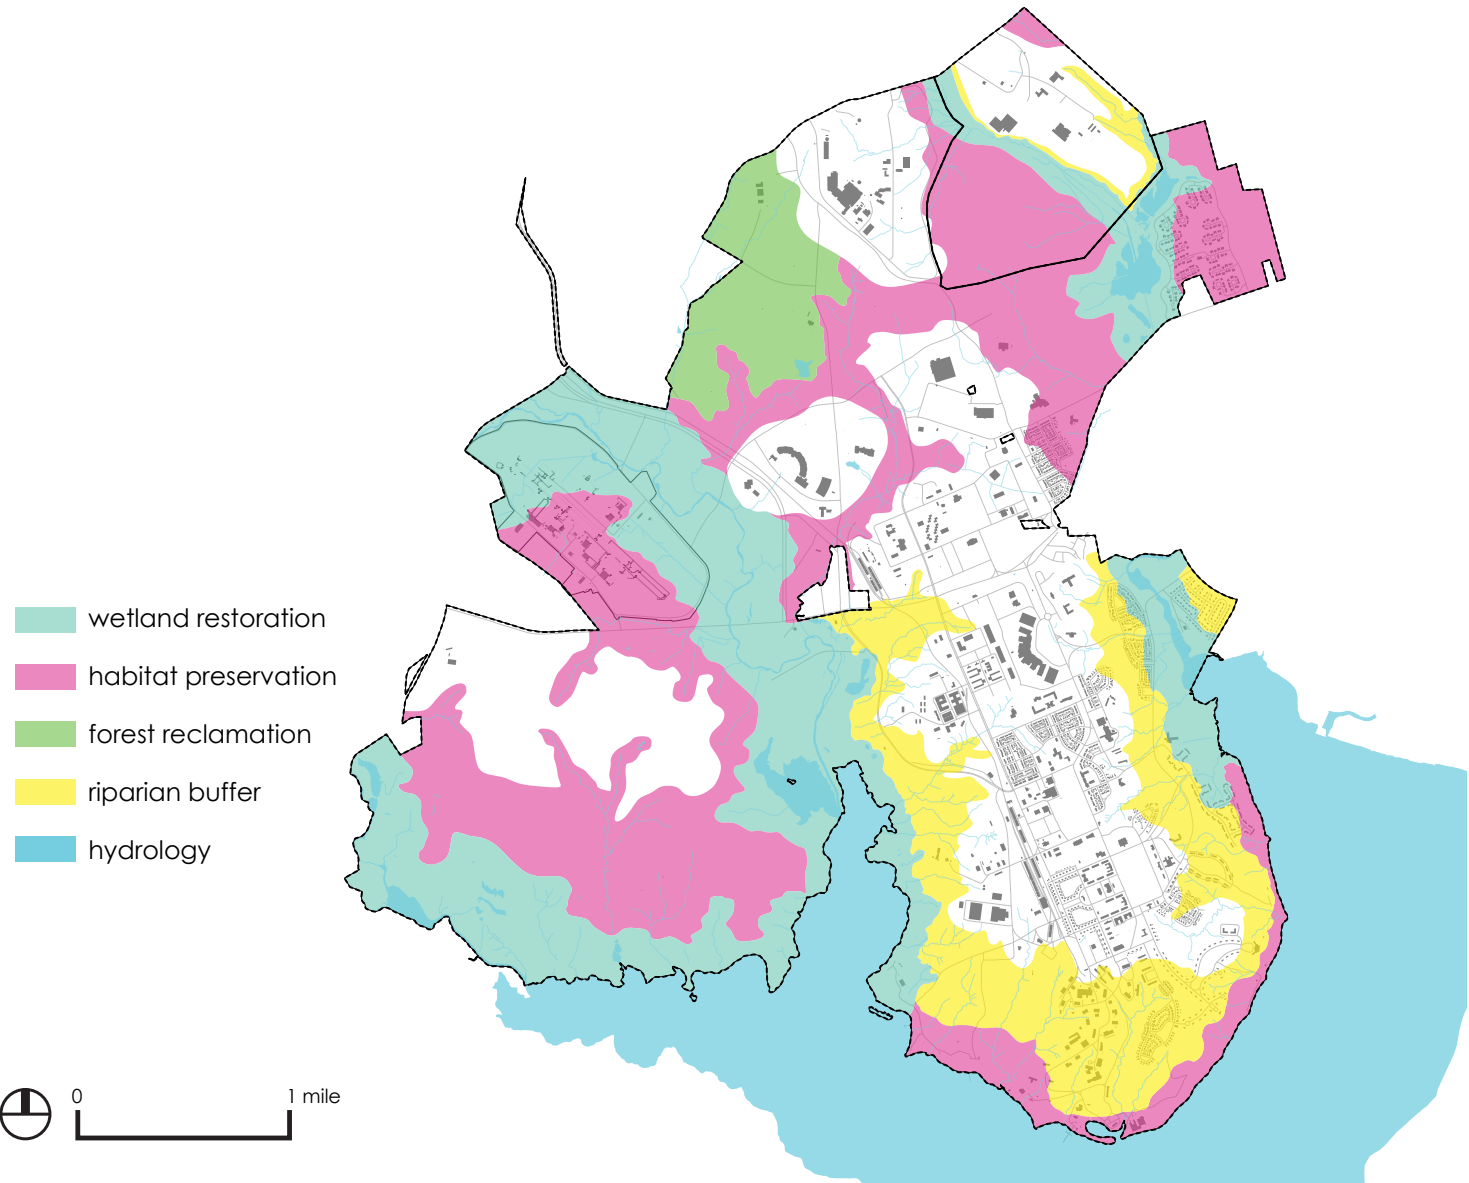 wetland restoration
habitat preservation
forest reclamation
riparian buffer
hydrology
0 1 mile